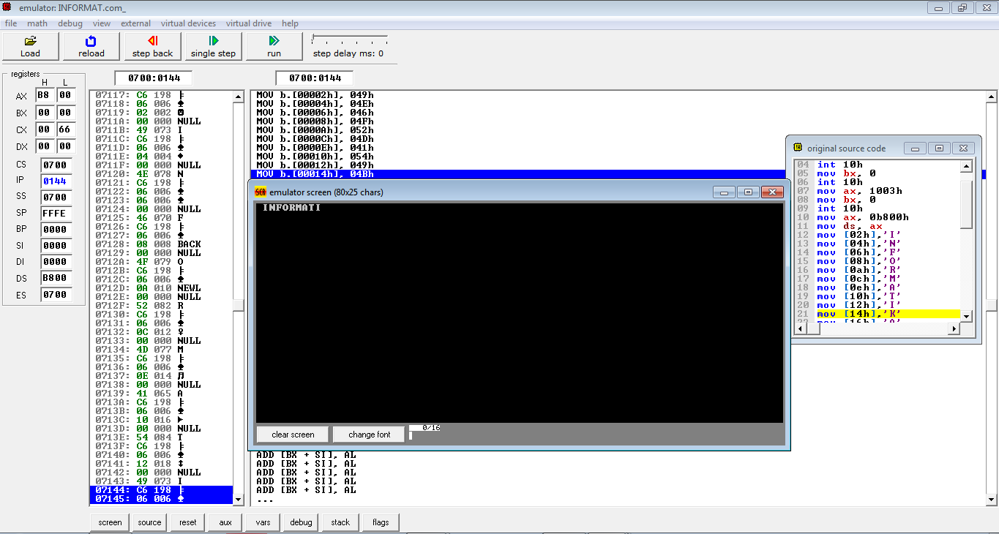 emulator: INFORMAT.com_
file math debug view external virtual devices virtual drive help
Load reload step back single step run step delay ms: 0
registers
H L
AX B8 00
BX 00 00
CX 00 66
DX 00 00
CS 0700
IP 0144
SS 0700
SP FFFE
BP 0000
SI 0000
DI 0000
DS B800
ES 0700
0700:0144 0700:0144
07117: C6 198 ╞
07118: 06 006 ♠
07119: 02 002 ☻
0711A: 00 000 NULL
0711B: 49 073 I
0711C: C6 198 ╞
0711D: 06 006 ♠
0711E: 04 004 ♦
0711F: 00 000 NULL
07120: 4E 078 N
07121: C6 198 ╞
07122: 06 006 ♠
07123: 06 006 ♠
07124: 00 000 NULL
07125: 46 070 F
07126: C6 198 ╞
07127: 06 006 ♠
07128: 08 008 BACK
07129: 00 000 NULL
0712A: 4F 079 O
0712B: C6 198 ╞
0712C: 06 006 ♠
0712D: 0A 010 NEWL
0712E: 00 000 NULL
0712F: 52 082 R
07130: C6 198 ╞
07131: 06 006 ♠
07132: 0C 012 ♀
07133: 00 000 NULL
07134: 4D 077 M
07135: C6 198 ╞
07136: 06 006 ♠
07137: 0E 014 ♫
07138: 00 000 NULL
07139: 41 065 A
0713A: C6 198 ╞
0713B: 06 006 ♠
0713C: 10 016 ►
0713D: 00 000 NULL
0713E: 54 084 T
0713F: C6 198 ╞
07140: 06 006 ♠
07141: 12 018 ↕
07142: 00 000 NULL
07143: 49 073 I
07144: C6 198 ╞
07145: 06 006 ♠
MOV b.[00002h], 049h
MOV b.[00004h], 04Eh
MOV b.[00006h], 046h
MOV b.[00008h], 04Fh
MOV b.[0000Ah], 052h
MOV b.[0000Ch], 04Dh
MOV b.[0000Eh], 041h
MOV b.[00010h], 054h
MOV b.[00012h], 049h
MOV b.[00014h], 04Bh
emulator screen (80x25 chars)
INFORMATI
clear screen change font 0/16
ADD [BX + SI], AL
ADD [BX + SI], AL
ADD [BX + SI], AL
ADD [BX + SI], AL
ADD [BX + SI], AL
...
original source code
04 int 10h
05 mov bx, 0
06 int 10h
07 mov ax, 1003h
08 mov bx, 0
09 int 10h
10 mov ax, 0b800h
11 mov ds, ax
12 mov [02h],'I'
13 mov [04h],'N'
14 mov [06h],'F'
15 mov [08h],'O'
16 mov [0ah],'R'
17 mov [0ch],'M'
18 mov [0eh],'A'
19 mov [10h],'T'
20 mov [12h],'I'
21 mov [14h],'K'
22 mov [16h],'A'
screen source reset aux vars debug stack flags